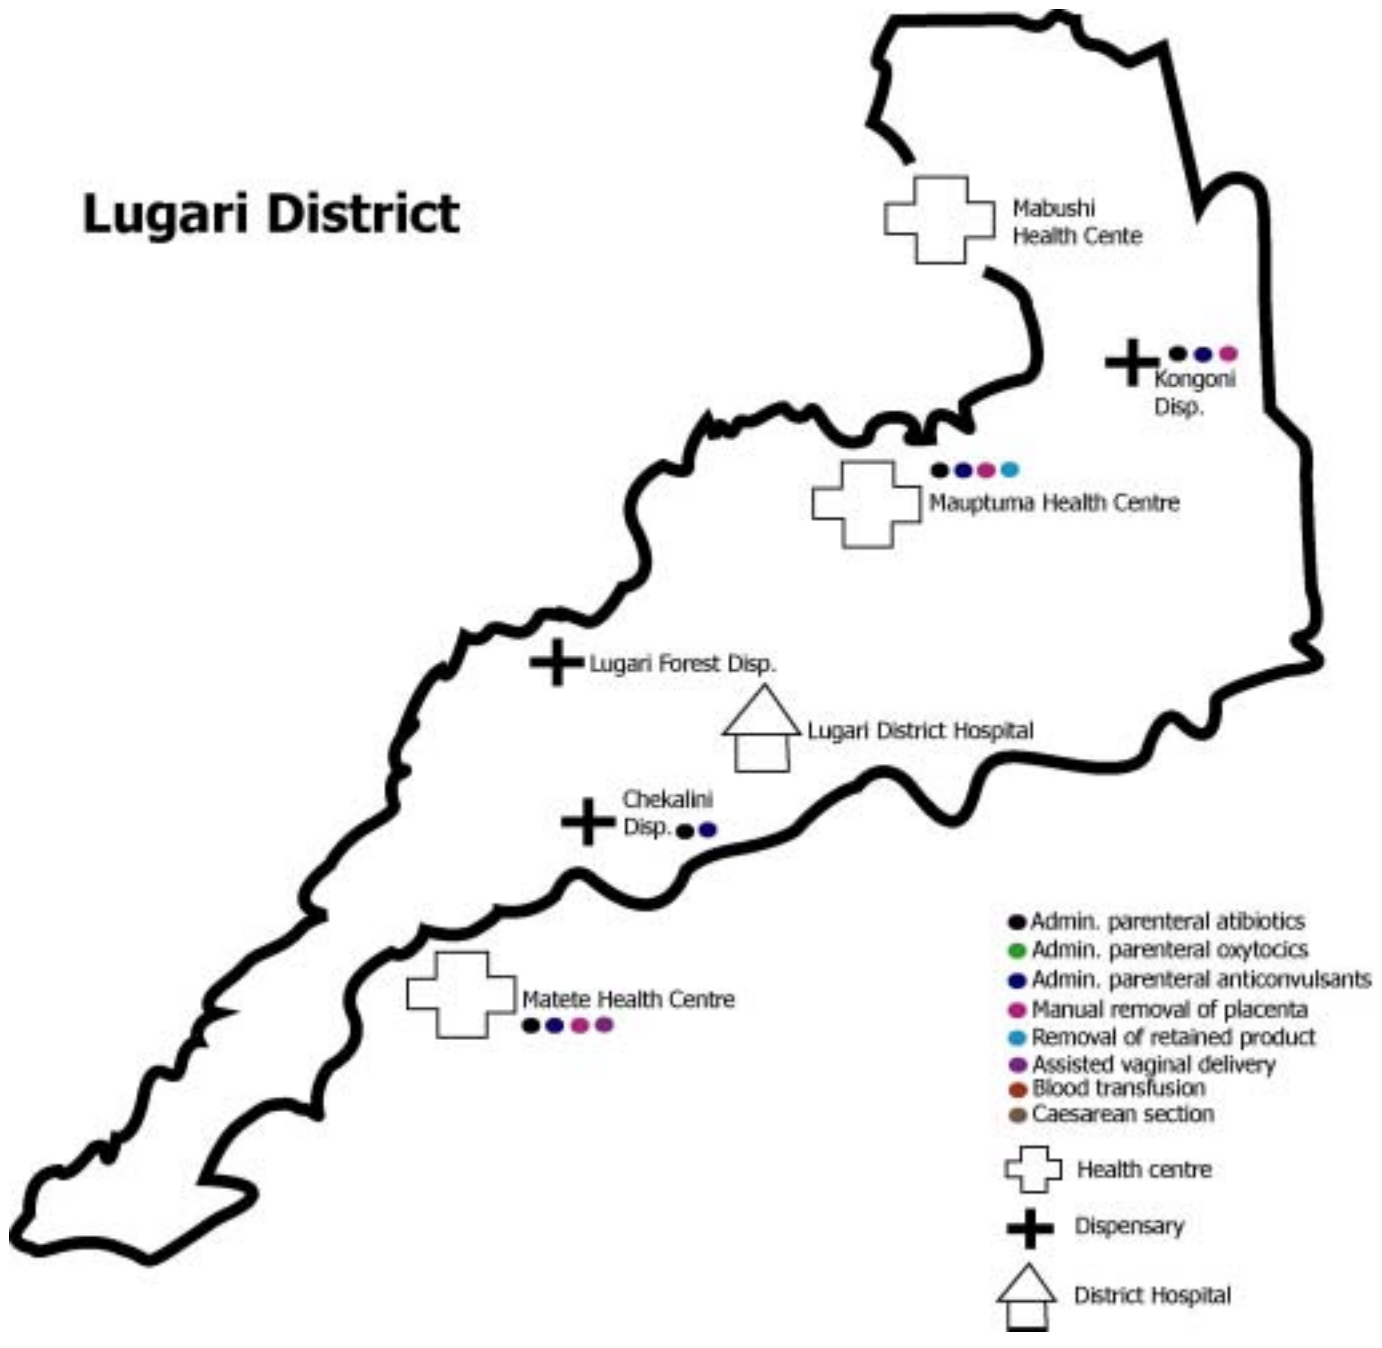 Lugari District
Mabushi
Health Cente
Kongoni
Disp.
Mauptuma Health Centre
Lugari Forest Disp.
Lugari District Hospital
Chekalini
Disp.
Matete Health Centre
Admin. parenteral atibiotics
Admin. parenteral oxytocics
Admin. parenteral anticonvulsants
Manual removal of placenta
Removal of retained product
Assisted vaginal delivery
Blood transfusion
Caesarean section
Health centre
Dispensary
District Hospital